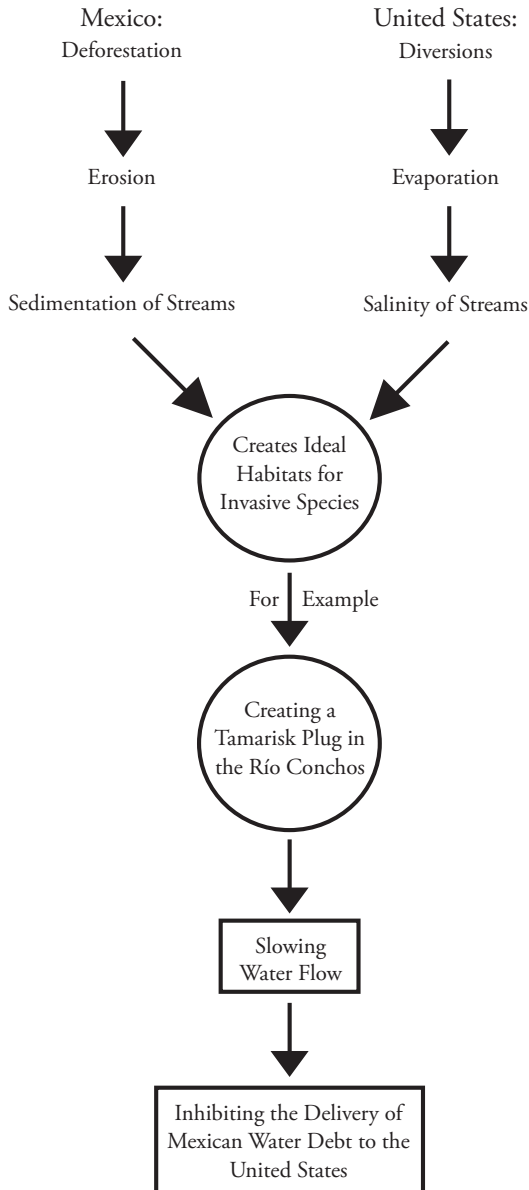 Mexico:
Deforestation
United States:
Diversions
Erosion
Evaporation
Sedimentation of Streams
Salinity of Streams
Creates Ideal
Habitats for
Invasive Species
For Example
Creating a
Tamarisk Plug in
the Río Conchos
Slowing
Water Flow
Inhibiting the Delivery of
Mexican Water Debt to the
United States